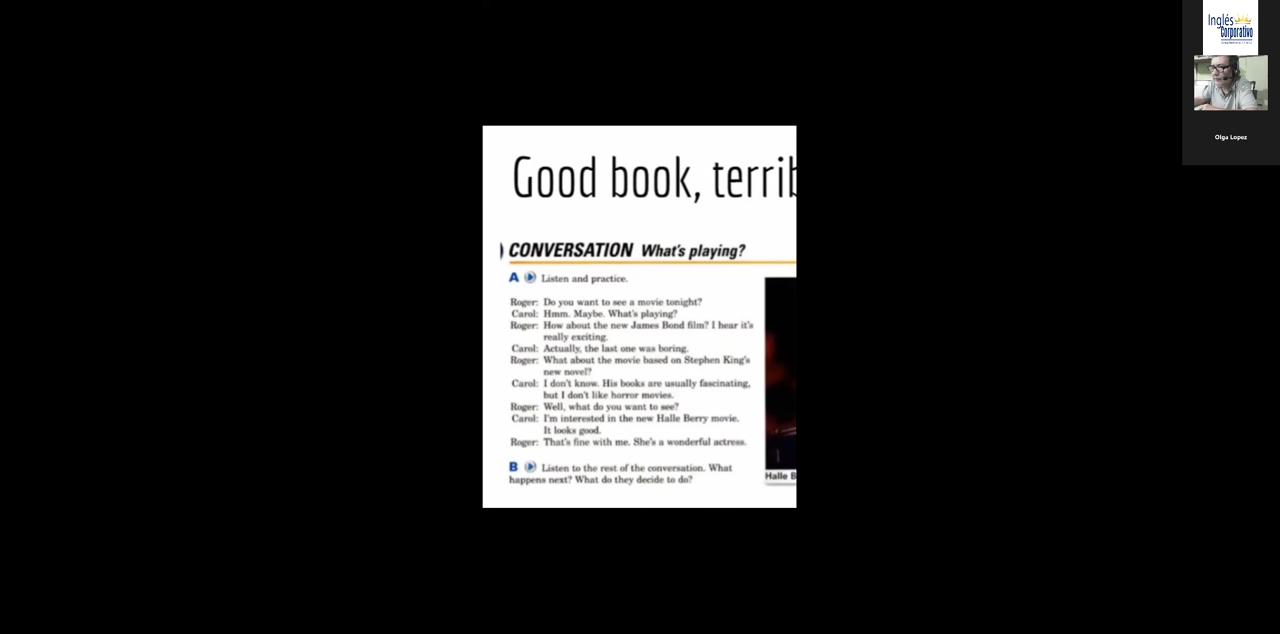 Inglés
Corporativo
Olga Lopez
Good book, terrib
CONVERSATION What's playing?
A Listen and practice.
Roger: Do you want to see a movie tonight?
Carol: Hmm. Maybe. What's playing?
Roger: How about the new James Bond film? I hear it's
really exciting.
Carol: Actually, the last one was boring.
Roger: What about the movie based on Stephen King's
new novel?
Carol: I don't know. His books are usually fascinating,
but I don't like horror movies.
Roger: Well, what do you want to see?
Carol: I'm interested in the new Halle Berry movie.
It looks good.
Roger: That's fine with me. She's a wonderful actress.
Halle B
B Listen to the rest of the conversation. What
happens next? What do they decide to do?